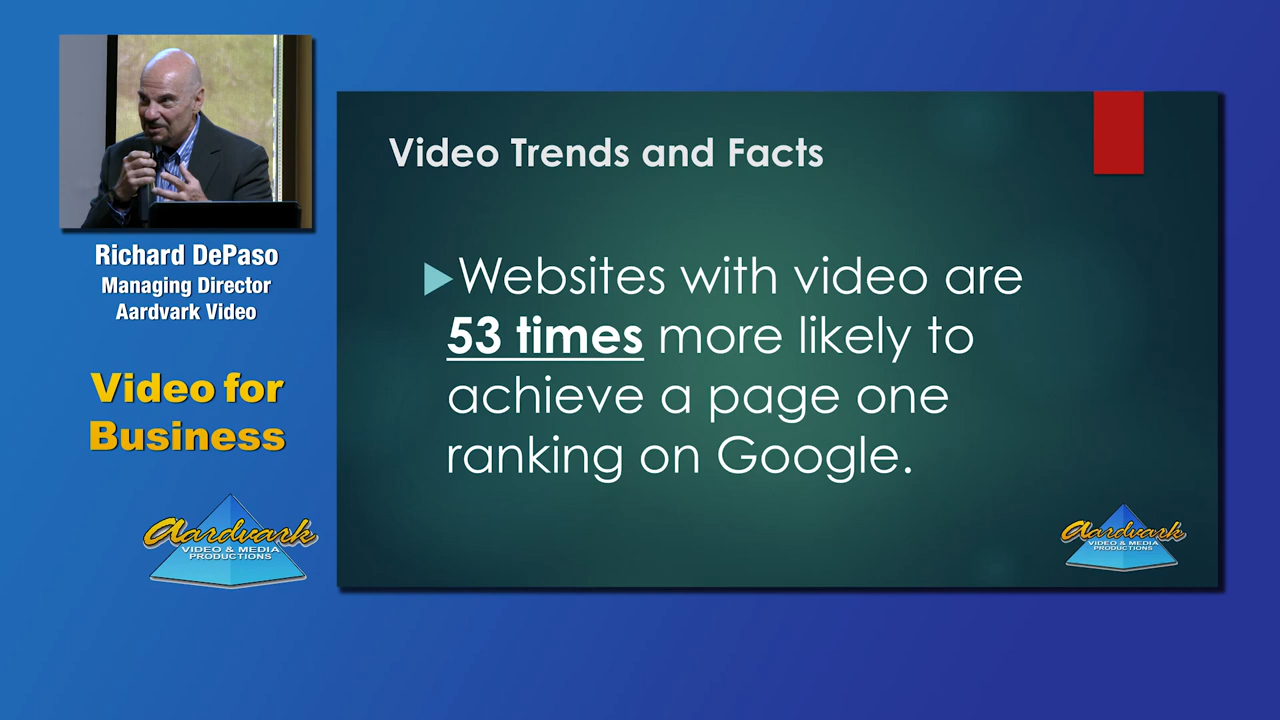 Richard DePaso
Managing Director
Aardvark Video
Video for
Business
Aardvark
VIDEO & MEDIA
PRODUCTIONS
Video Trends and Facts
Websites with video are
53 times more likely to
achieve a page one
ranking on Google.
Aardvark
VIDEO & MEDIA
PRODUCTIONS